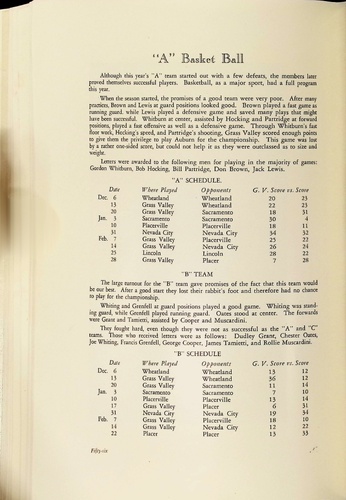 "A" Basket Ball
Although this year's "A" team started out with a few defeats, the members later
proved themselves successful players. Basketball, as a major sport, had a full program
this year.
When the season started, the promises of a good team were very poor. After many
practices, Brown and Lewis at guard positions looked good. Brown played a fast game as
running guard, while Lewis played a defensive game and saved many plays that might
have been successful. Whitburn at center, assisted by Hocking and Partridge at forward
positions, played a fast offensive as well as a defensive game. Through Whitburn's fast
foot work, Hecking's speed, and Partridge's shooting, Grass Valley scored enough points
to give them the privilege to play Auburn for the championship. This game was lost
by a rather one-sided score, but could not help it as they were outclassed as to size and
weight.
Letters were awarded to the following men for playing in the majority of games:
Gordon Whitburn, Bob Hocking, Bill Partridge, Don Brown, Jack Lewis.
"A" SCHEDULE.
Date Where Played Opponents G. V. Score vs. Score
Dec. 6 Wheatland Wheatland 20 23
13 Grass Valley Wheatland 22 23
20 Grass Valley Sacramento 18 31
Jan. 3 Sacramento Sacramento 30 4
10 Placerville Placerville 18 11
31 Nevada City Nevada City 34 32
Feb. 7 Grass Valley Placerville 25 22
14 Grass Valley Nevada City 26 24
25 Lincoln Lincoln 28 22
28 Grass Valley Placer 7 28
"B" TEAM
The large turnout for the "B" team gave promises of the fact that this team would
be our best. After a good start they lost their rabbit's foot and therefore had no chance
to play for the championship.
Whiting and Grenfell at guard positions played a good game. Whiting was stand-
ing guard, while Grenfell played running guard. Oates stood at center. The forwards
were Grant and Tamietti, assisted by Cooper and Muscardini.
They fought hard, even though they were not as successful as the "A" and "C"
teams. Those who received letters were as follows: Dudley Grant, Chester Oates,
Joe Whiting, Francis Grenfell, George Cooper, James Tamietti, and Rollie Muscardini.
"B" SCHEDULE
Date Where Played Opponents G. V. Score vs. Score
Dec. 6 Wheatland Wheatland 13 12
13 Grass Valley Wheatland 36 12
20 Grass Valley Sacramento 11 14
Jan. 3 Sacramento Sacramento 7 10
10 Placerville Placerville 13 14
17 Grass Valley Placer 6 31
31 Nevada City Nevada City 19 34
Feb. 7 Grass Valley Placerville 18 10
14 Grass Valley Nevada City 12 22
22 Placer Placer 13 33
Fifty-six